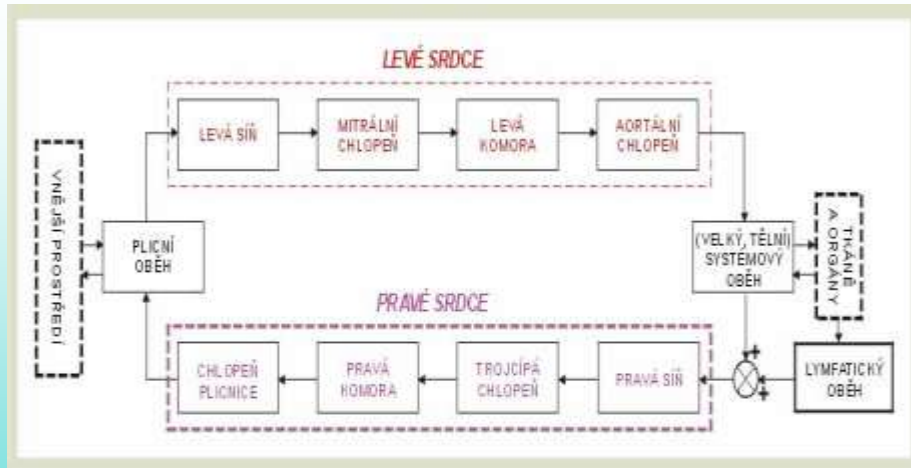 LEVÉ SRDCE
LEVÁ SÍŇ
MITRÁLNÍ
CHLOPEŇ
LEVÁ
KOMORA
AORTÁLNÍ
CHLOPEŇ
VNĚJŠÍ PROSTŘEDÍ
PLICNÍ
OBĚH
(VELKÝ, TĚLNÍ)
SYSTÉMOVÝ
OBĚH
TKÁNĚ
A ORGÁNY
PRAVÉ SRDCE
CHLOPEŇ
PLICNICE
PRAVÁ
KOMORA
TROJCÍPÁ
CHLOPEŇ
PRAVÁ SÍŇ
+
+
LYMFATICKÝ
OBĚH